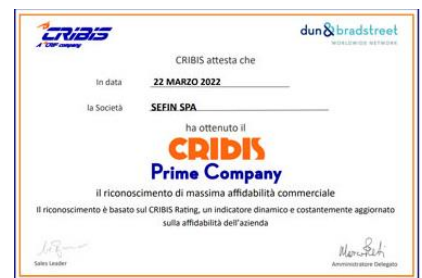 CRIBIS
A CRIF company
dun & bradstreet
WORLDWIDE NETWORK
CRIBIS attesta che
In data 22 MARZO 2022
la Società SEFIN SPA
ha ottenuto il
CRIBIS
Prime Company
il riconoscimento di massima affidabilità commerciale
Il riconoscimento è basato sul CRIBIS Rating, un indicatore dinamico e costantemente aggiornato
sulla affidabilità dell'azienda
Sales Leader
Amministratore Delegato